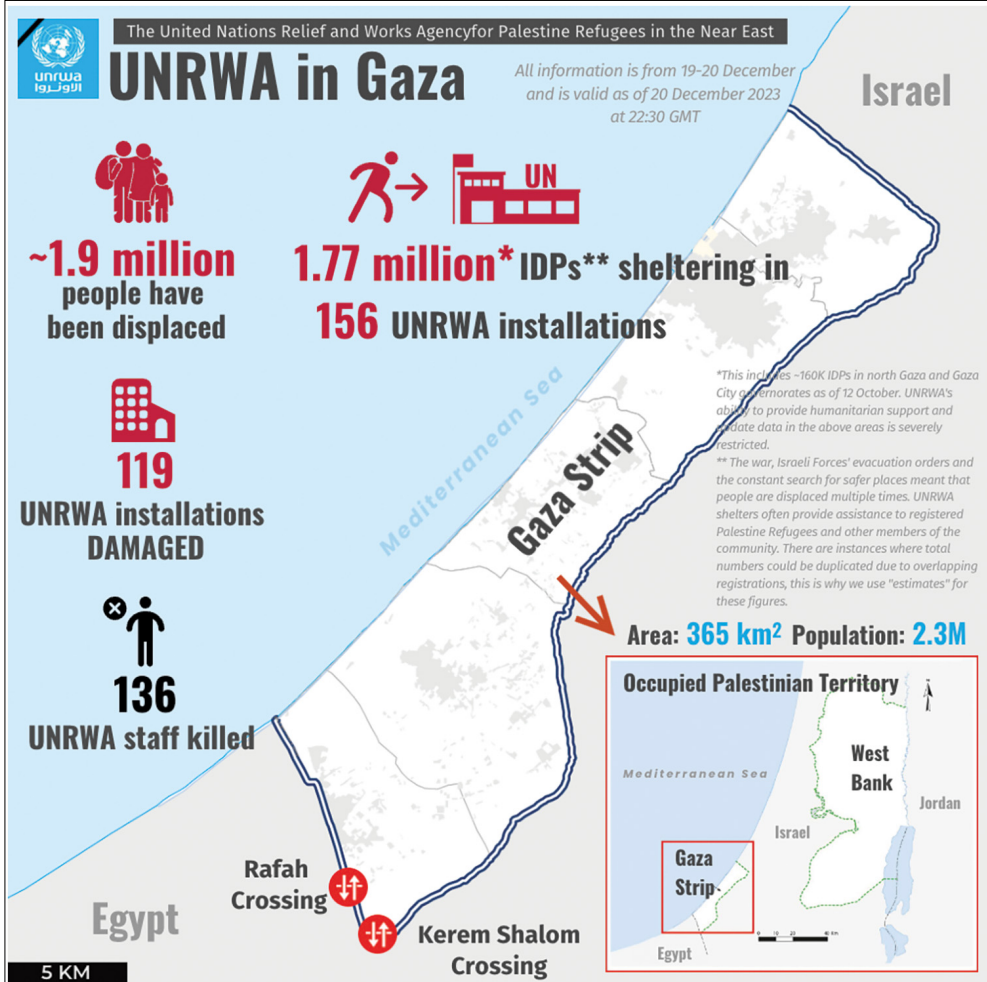 The United Nations Relief and Works Agencyfor Palestine Refugees in the Near East
unrwa
الأونروا
UNRWA in Gaza
All information is from 19-20 December
and is valid as of 20 December 2023
at 22:30 GMT
Israel
~1.9 million
people have
been displaced
UN
1.77 million* IDPs** sheltering in
156 UNRWA installations
119
UNRWA installations
DAMAGED
136
UNRWA staff killed
Mediterranean Sea
Gaza Strip
*This includes ~160K IDPs in north Gaza and Gaza
City governorates as of 12 October. UNRWA's
ability to provide humanitarian support and
update data in the above areas is severely
restricted.
** The war, Israeli Forces' evacuation orders and
the constant search for safer places meant that
people are displaced multiple times. UNRWA
shelters often provide assistance to registered
Palestine Refugees and other members of the
community. There are instances where total
numbers could be duplicated due to overlapping
registrations, this is why we use "estimates" for
these figures.
Area: 365 km² Population: 2.3M
Occupied Palestinian Territory
Mediterranean Sea
West
Bank
Jordan
Israel
Gaza
Strip
Egypt
0 10 20 40 Km
Rafah
Crossing
Kerem Shalom
Crossing
Egypt
5 KM